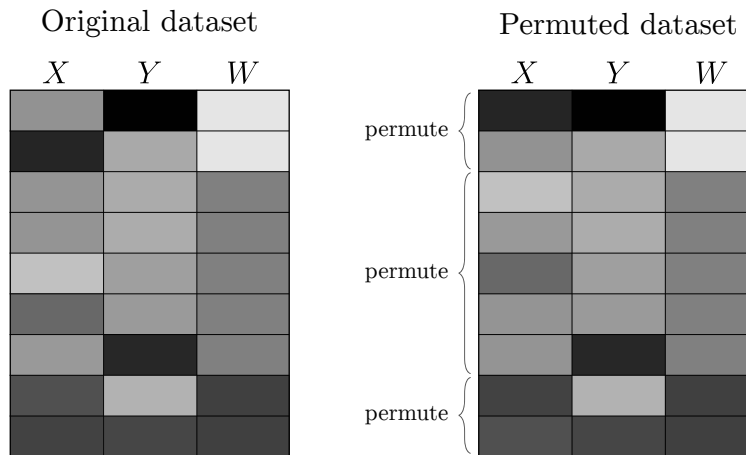 Original dataset
Permuted dataset
X Y W
X Y W
permute
permute
permute